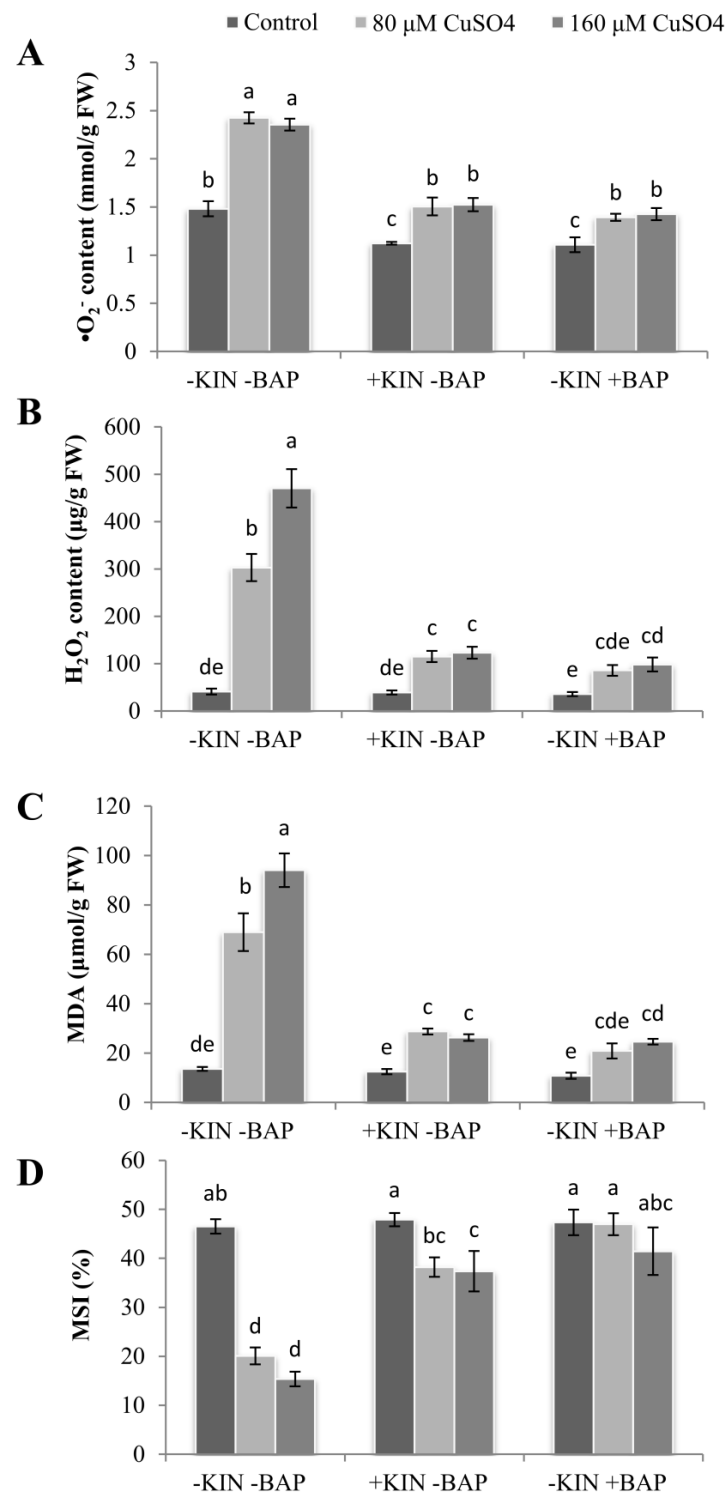 Control 80 μM CuSO4 160 μM CuSO4
A
•O₂⁻ content (mmol/g FW)
3
2.5
2
1.5
1
0.5
0
b a a
c b b
c b b
-KIN -BAP +KIN -BAP -KIN +BAP
B
H₂O₂ content (μg/g FW)
600
500
400
300
200
100
0
de b a
de c c
e cde cd
-KIN -BAP +KIN -BAP -KIN +BAP
C
MDA (μmol/g FW)
120
100
80
60
40
20
0
de b a
e c c
e cde cd
-KIN -BAP +KIN -BAP -KIN +BAP
D
MSI (%)
60
50
40
30
20
10
0
ab d d
a bc c
a a abc
-KIN -BAP +KIN -BAP -KIN +BAP